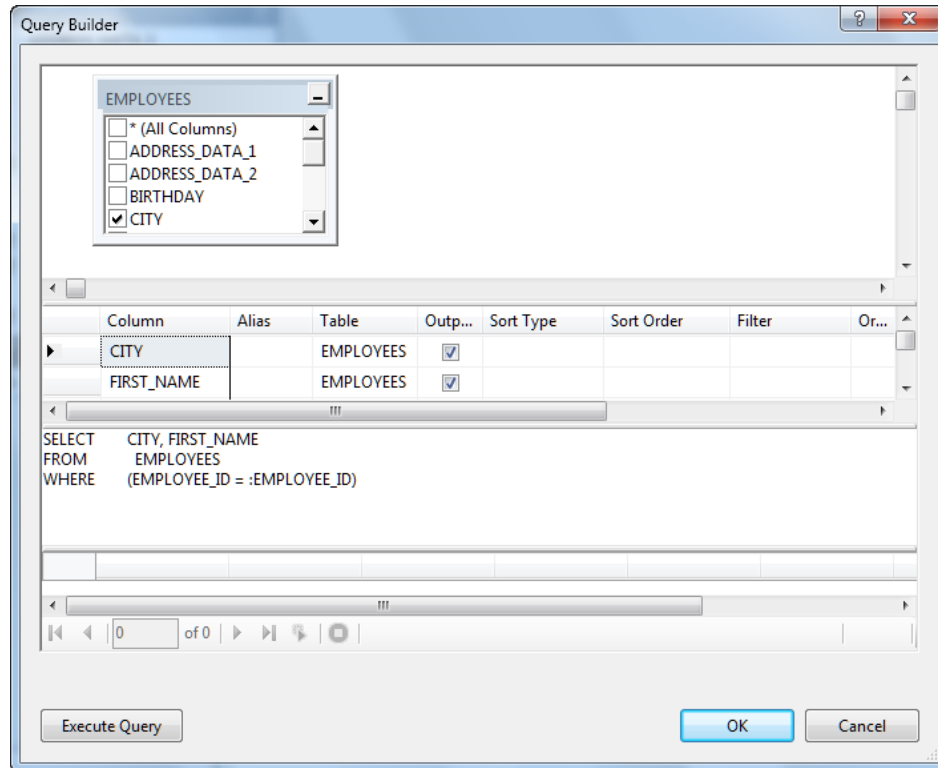 Query Builder
EMPLOYEES
* (All Columns)
ADDRESS_DATA_1
ADDRESS_DATA_2
BIRTHDAY
CITY
Column Alias Table Outp... Sort Type Sort Order Filter Or...
CITY EMPLOYEES
FIRST_NAME EMPLOYEES
SELECT CITY, FIRST_NAME
FROM EMPLOYEES
WHERE (EMPLOYEE_ID = :EMPLOYEE_ID)
0 of 0
Execute Query OK Cancel